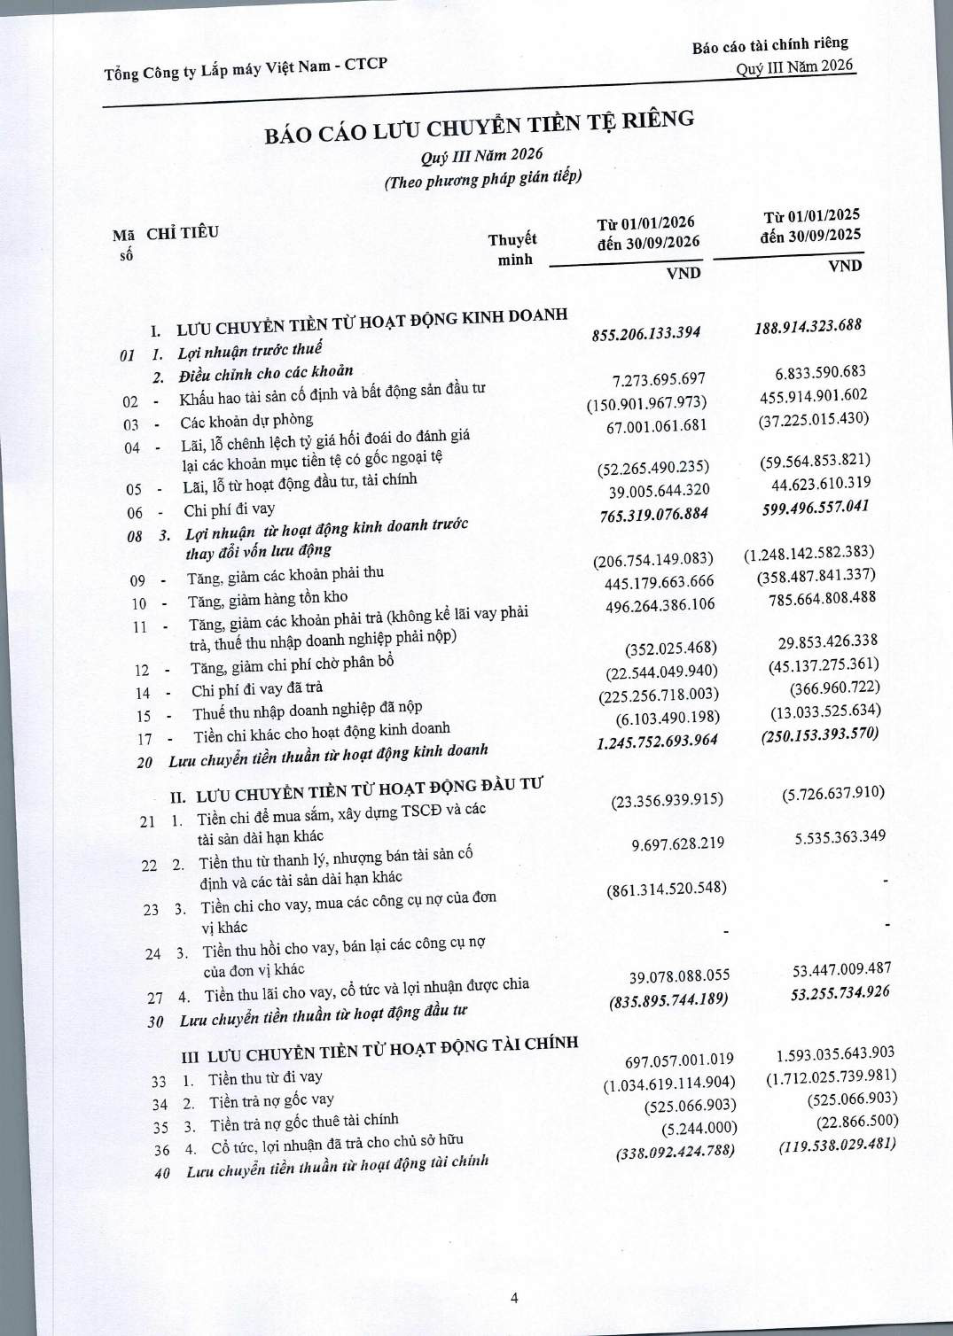 Tổng Công ty Lắp máy Việt Nam - CTCP
Báo cáo tài chính riêng
Quý III Năm 2026
BÁO CÁO LƯU CHUYỂN TIỀN TỆ RIÊNG
Quý III Năm 2026
(Theo phương pháp gián tiếp)
Mã số CHỈ TIÊU Thuyết minh Từ 01/01/2026 đến 30/09/2026 Từ 01/01/2025 đến 30/09/2025
VND VND
I. LƯU CHUYỂN TIỀN TỪ HOẠT ĐỘNG KINH DOANH
01 1. Lợi nhuận trước thuế 855.206.133.394 188.914.323.688
2. Điều chỉnh cho các khoản
02 - Khấu hao tài sản cố định và bất động sản đầu tư 7.273.695.697 6.833.590.683
03 - Các khoản dự phòng (150.901.967.973) 455.914.901.602
04 - Lãi, lỗ chênh lệch tỷ giá hối đoái do đánh giá 67.001.061.681 (37.225.015.430)
lại các khoản mục tiền tệ có gốc ngoại tệ
05 - Lãi, lỗ từ hoạt động đầu tư, tài chính (52.265.490.235) (59.564.853.821)
06 - Chi phí đi vay 39.005.644.320 44.623.610.319
08 3. Lợi nhuận từ hoạt động kinh doanh trước 765.319.076.884 599.496.557.041
thay đổi vốn lưu động
09 - Tăng, giảm các khoản phải thu (206.754.149.083) (1.248.142.582.383)
10 - Tăng, giảm hàng tồn kho 445.179.663.666 (358.487.841.337)
11 - Tăng, giảm các khoản phải trả (không kể lãi vay phải 496.264.386.106 785.664.808.488
trả, thuế thu nhập doanh nghiệp phải nộp)
12 - Tăng, giảm chi phí chờ phân bổ (352.025.468) 29.853.426.338
14 - Chi phí đi vay đã trả (22.544.049.940) (45.137.275.361)
15 - Thuế thu nhập doanh nghiệp đã nộp (225.256.718.003) (366.960.722)
17 - Tiền chi khác cho hoạt động kinh doanh (6.103.490.198) (13.033.525.634)
20 Lưu chuyển tiền thuần từ hoạt động kinh doanh 1.245.752.693.964 (250.153.393.570)
II. LƯU CHUYỂN TIỀN TỪ HOẠT ĐỘNG ĐẦU TƯ
21 1. Tiền chi để mua sắm, xây dựng TSCĐ và các (23.356.939.915) (5.726.637.910)
tài sản dài hạn khác
22 2. Tiền thu từ thanh lý, nhượng bán tài sản cố 9.697.628.219 5.535.363.349
định và các tài sản dài hạn khác
23 3. Tiền chi cho vay, mua các công cụ nợ của đơn (861.314.520.548) -
vị khác
24 3. Tiền thu hồi cho vay, bán lại các công cụ nợ - -
của đơn vị khác
27 4. Tiền thu lãi cho vay, cổ tức và lợi nhuận được chia 39.078.088.055 53.447.009.487
30 Lưu chuyển tiền thuần từ hoạt động đầu tư (835.895.744.189) 53.255.734.926
III LƯU CHUYỂN TIỀN TỪ HOẠT ĐỘNG TÀI CHÍNH
33 1. Tiền thu từ đi vay 697.057.001.019 1.593.035.643.903
34 2. Tiền trả nợ gốc vay (1.034.619.114.904) (1.712.025.739.981)
35 3. Tiền trả nợ gốc thuê tài chính (525.066.903) (525.066.903)
36 4. Cổ tức, lợi nhuận đã trả cho chủ sở hữu (5.244.000) (22.866.500)
40 Lưu chuyển tiền thuần từ hoạt động tài chính (338.092.424.788) (119.538.029.481)
4